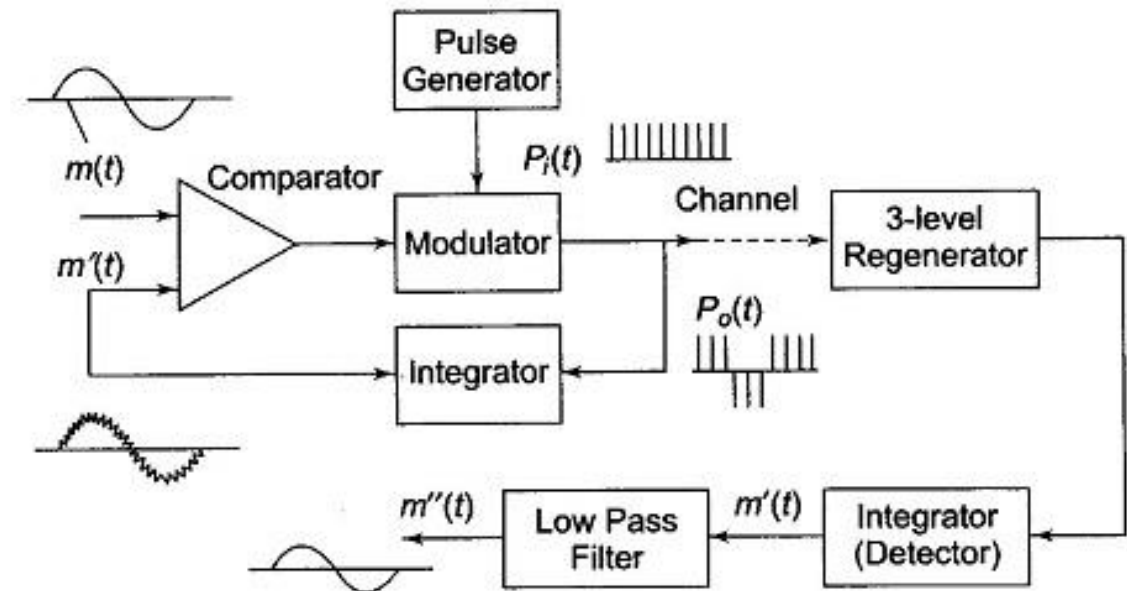 Pulse
Generator
m(t)
Comparator
P_i(t)
Channel
m'(t)
Modulator
3-level
Regenerator
P_o(t)
Integrator
m''(t)
Low Pass
Filter
m'(t)
Integrator
(Detector)